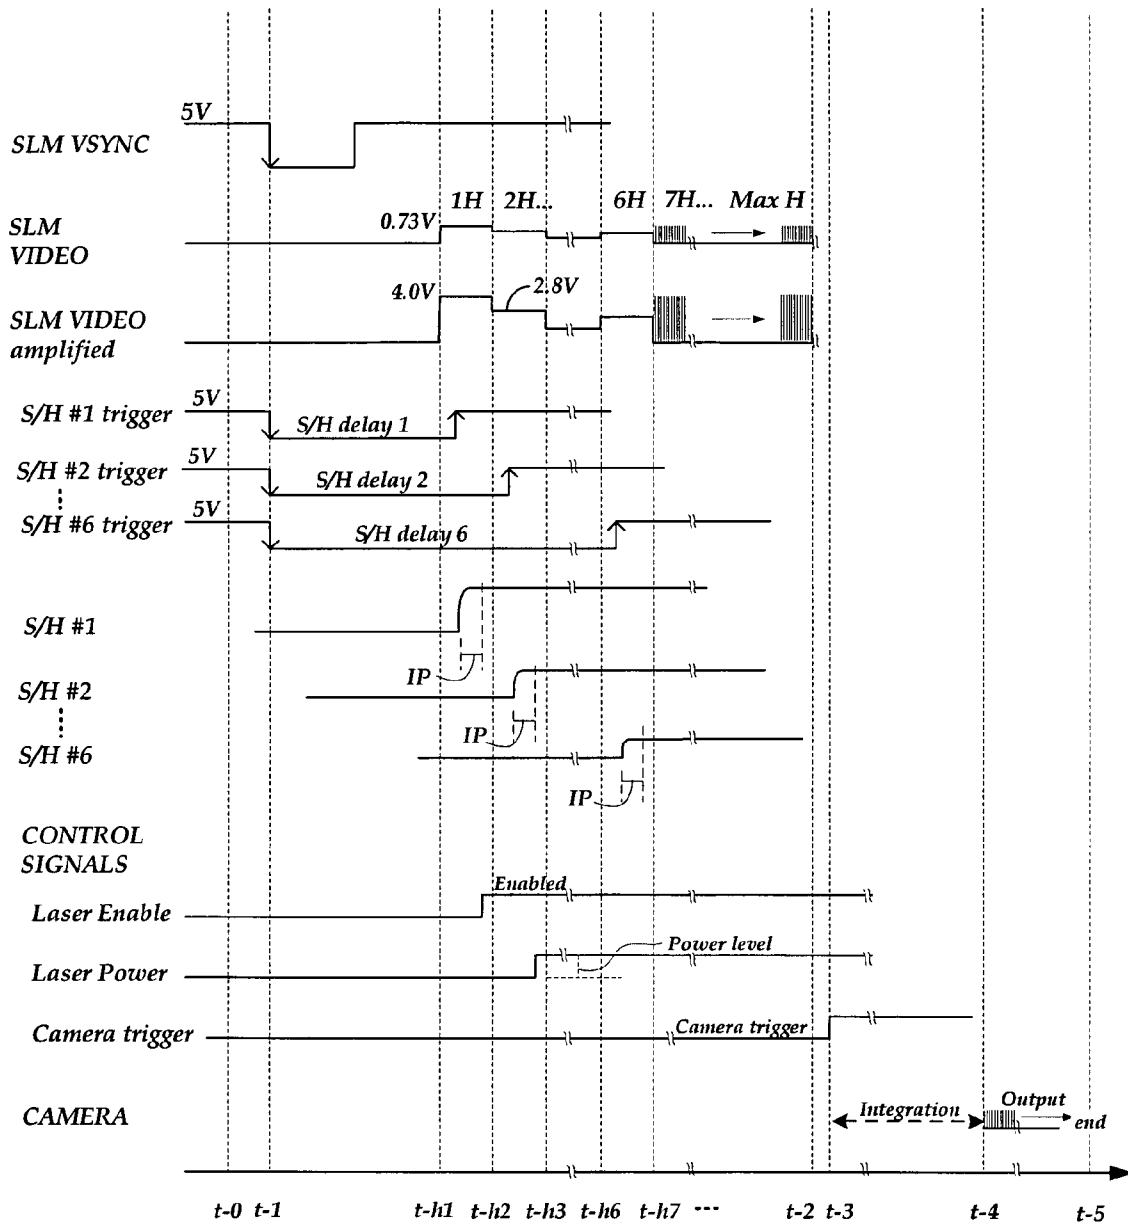 5V
SLM VSYNC
1H 2H... 6H 7H... Max H
SLM
VIDEO
0.73V
4.0V
2.8V
SLM VIDEO
amplified
5V
S/H #1 trigger
S/H delay 1
5V
S/H #2 trigger
S/H delay 2
5V
S/H #6 trigger
S/H delay 6
S/H #1
IP
S/H #2
IP
S/H #6
IP
CONTROL
SIGNALS
Enabled
Laser Enable
Power level
Laser Power
Camera trigger
Camera trigger
CAMERA
Integration
Output
end
t-0 t-1 t-h1 t-h2 t-h3 t-h6 t-h7 ... t-2 t-3 t-4 t-5